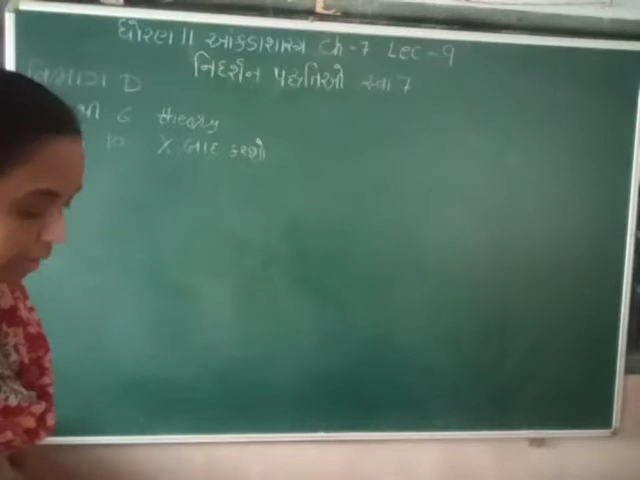 ધોરણ 11 આંકડાશાસ્ત્ર Ch-7 Lec-9
નિદર્શન પદ્ધતિઓ સ્વા 7
વિભાગ D
થી 6 theory
10 X બાદ કરશો